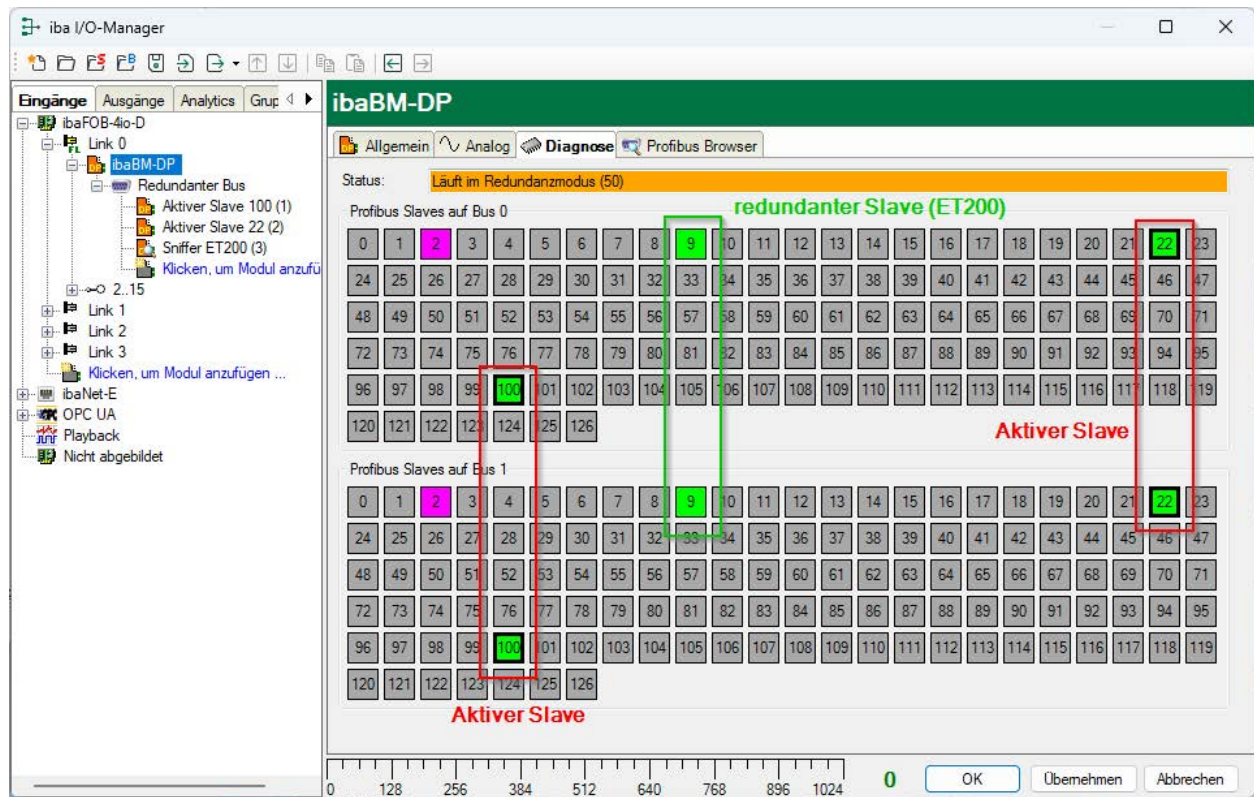 iba I/O-Manager
Eingänge Ausgänge Analytics Grup
ibaFOB-4io-D
Link 0
ibaBM-DP
Redundanter Bus
Aktiver Slave 100 (1)
Aktiver Slave 22 (2)
Sniffer ET200 (3)
Klicken, um Modul anzufü
2..15
Link 1
Link 2
Link 3
Klicken, um Modul anzufügen ...
ibaNet-E
OPC UA
Playback
Nicht abgebildet
ibaBM-DP
Allgemein Analog Diagnose Profibus Browser
Status: Läuft im Redundanzmodus (50)
Profibus Slaves auf Bus 0
redundanter Slave (ET200)
0 1 2 3 4 5 6 7 8 9 10 11 12 13 14 15 16 17 18 19 20 21 22 23
24 25 26 27 28 29 30 31 32 33 34 35 36 37 38 39 40 41 42 43 44 45 46 47
48 49 50 51 52 53 54 55 56 57 58 59 60 61 62 63 64 65 66 67 68 69 70 71
72 73 74 75 76 77 78 79 80 81 82 83 84 85 86 87 88 89 90 91 92 93 94 95
96 97 98 99 100 101 102 103 104 105 106 107 108 109 110 111 112 113 114 115 116 117 118 119
120 121 122 123 124 125 126
Aktiver Slave
Profibus Slaves auf Bus 1
0 1 2 3 4 5 6 7 8 9 10 11 12 13 14 15 16 17 18 19 20 21 22 23
24 25 26 27 28 29 30 31 32 33 34 35 36 37 38 39 40 41 42 43 44 45 46 47
48 49 50 51 52 53 54 55 56 57 58 59 60 61 62 63 64 65 66 67 68 69 70 71
72 73 74 75 76 77 78 79 80 81 82 83 84 85 86 87 88 89 90 91 92 93 94 95
96 97 98 99 100 101 102 103 104 105 106 107 108 109 110 111 112 113 114 115 116 117 118 119
120 121 122 123 124 125 126
Aktiver Slave
0 128 256 384 512 640 768 896 1024
0
OK Übernehmen Abbrechen